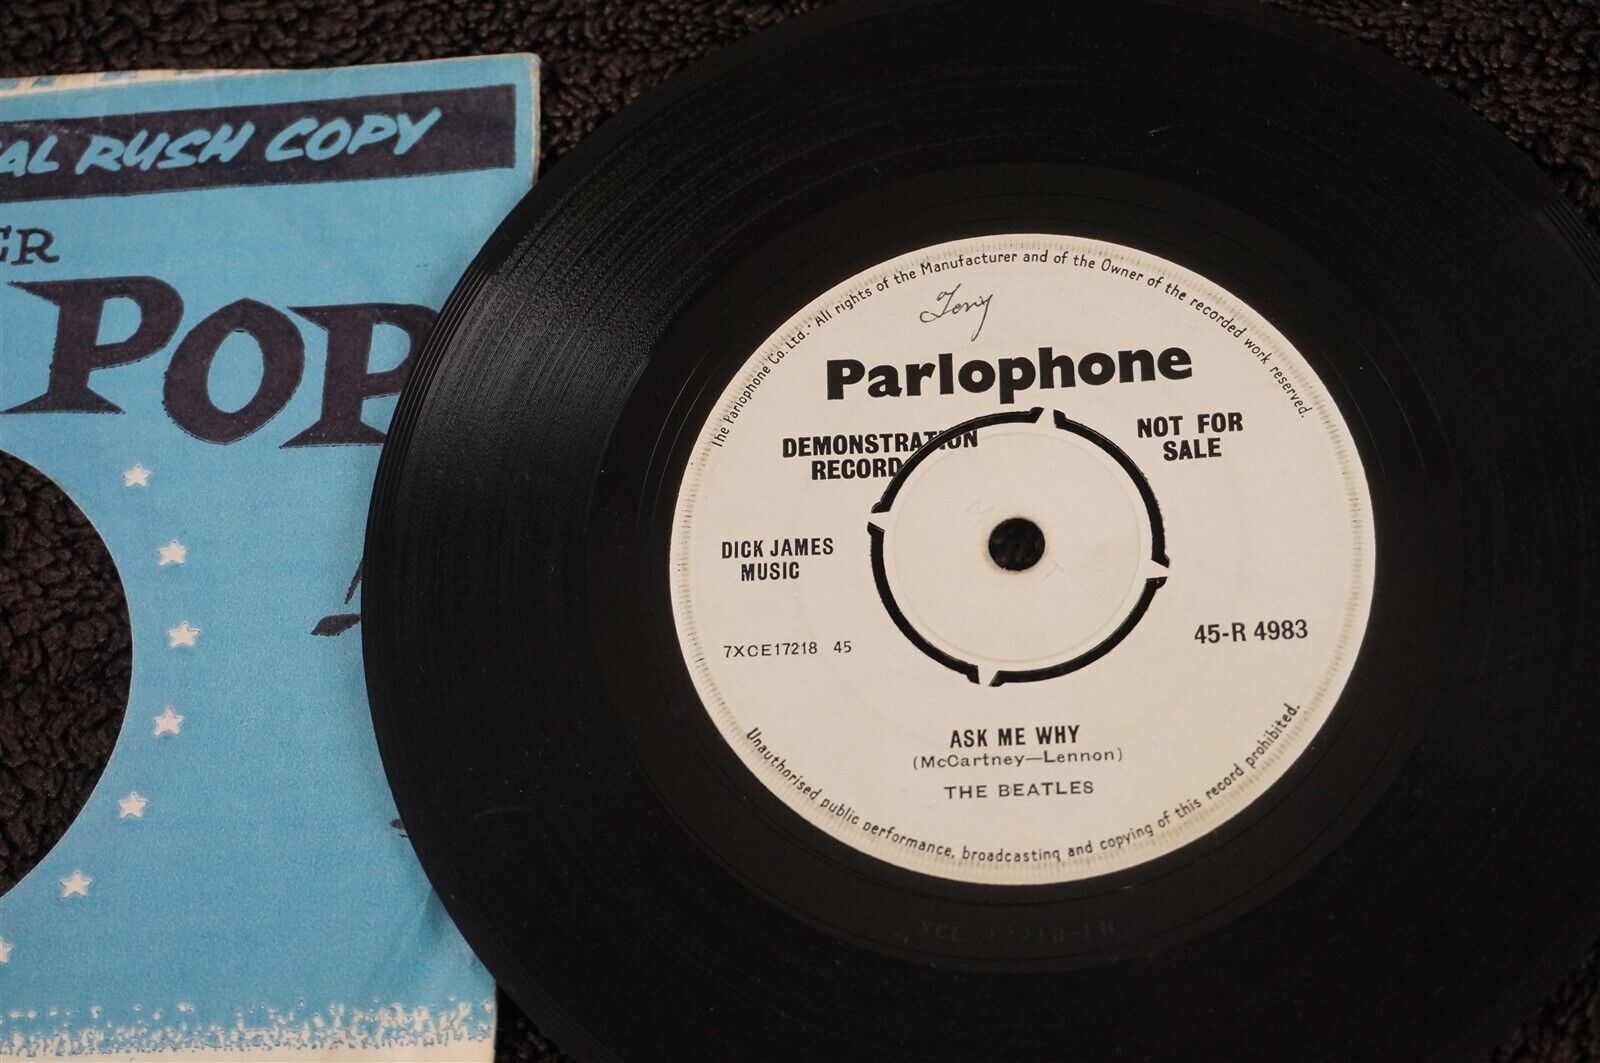 RUSH COPY
POP
The Parlophone Co. Ltd. All rights of the Manufacturer and of the Owner of the recorded work reserved.
Tony
Parlophone
DEMONSTRATION
RECORD
NOT FOR
SALE
DICK JAMES
MUSIC
7XCE17218 45
45-R 4983
ASK ME WHY
(McCartney—Lennon)
THE BEATLES
Unauthorised public performance, broadcasting and copying of this record prohibited.